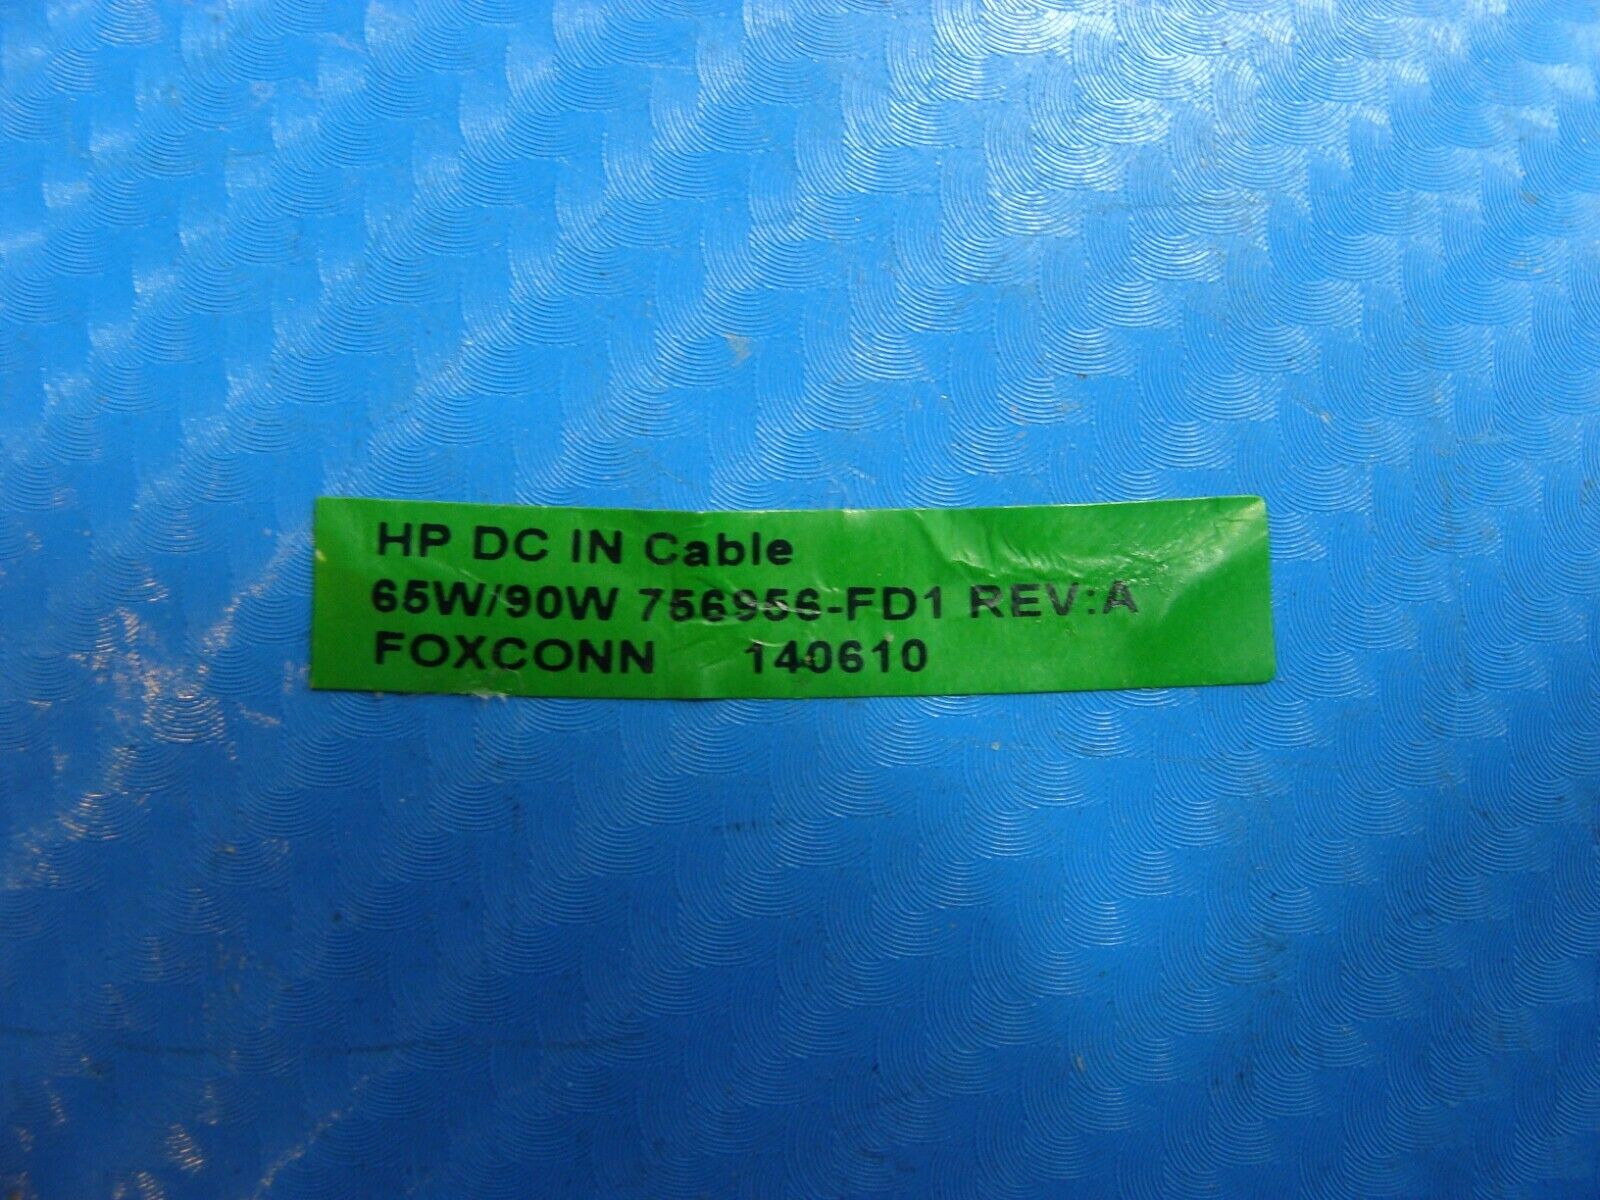 HP DC IN Cable
65W/90W 756956-FD1 REV:A
FOXCONN 140610